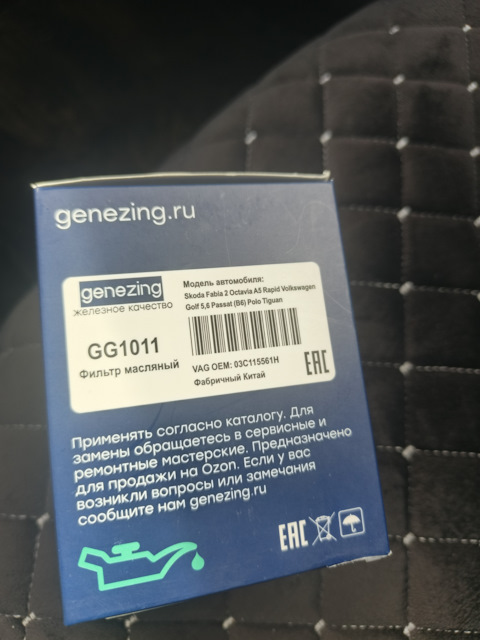 genezing.ru
genezing
железное качество
GG1011
Фильтр масляный
Модель автомобиля:
Skoda Fabia 2 Octavia A5 Rapid Volkswagen
Golf 5,6 Passat (B6) Polo Tiguan
VAG OEM: 03C115561H
Фабричный Китай
EAC
Применять согласно каталогу. Для
замены обращаетесь в сервисные и
ремонтные мастерские. Предназначено
для продажи на Ozon. Если у вас
возникли вопросы или замечания
сообщите нам genezing.ru
EAC